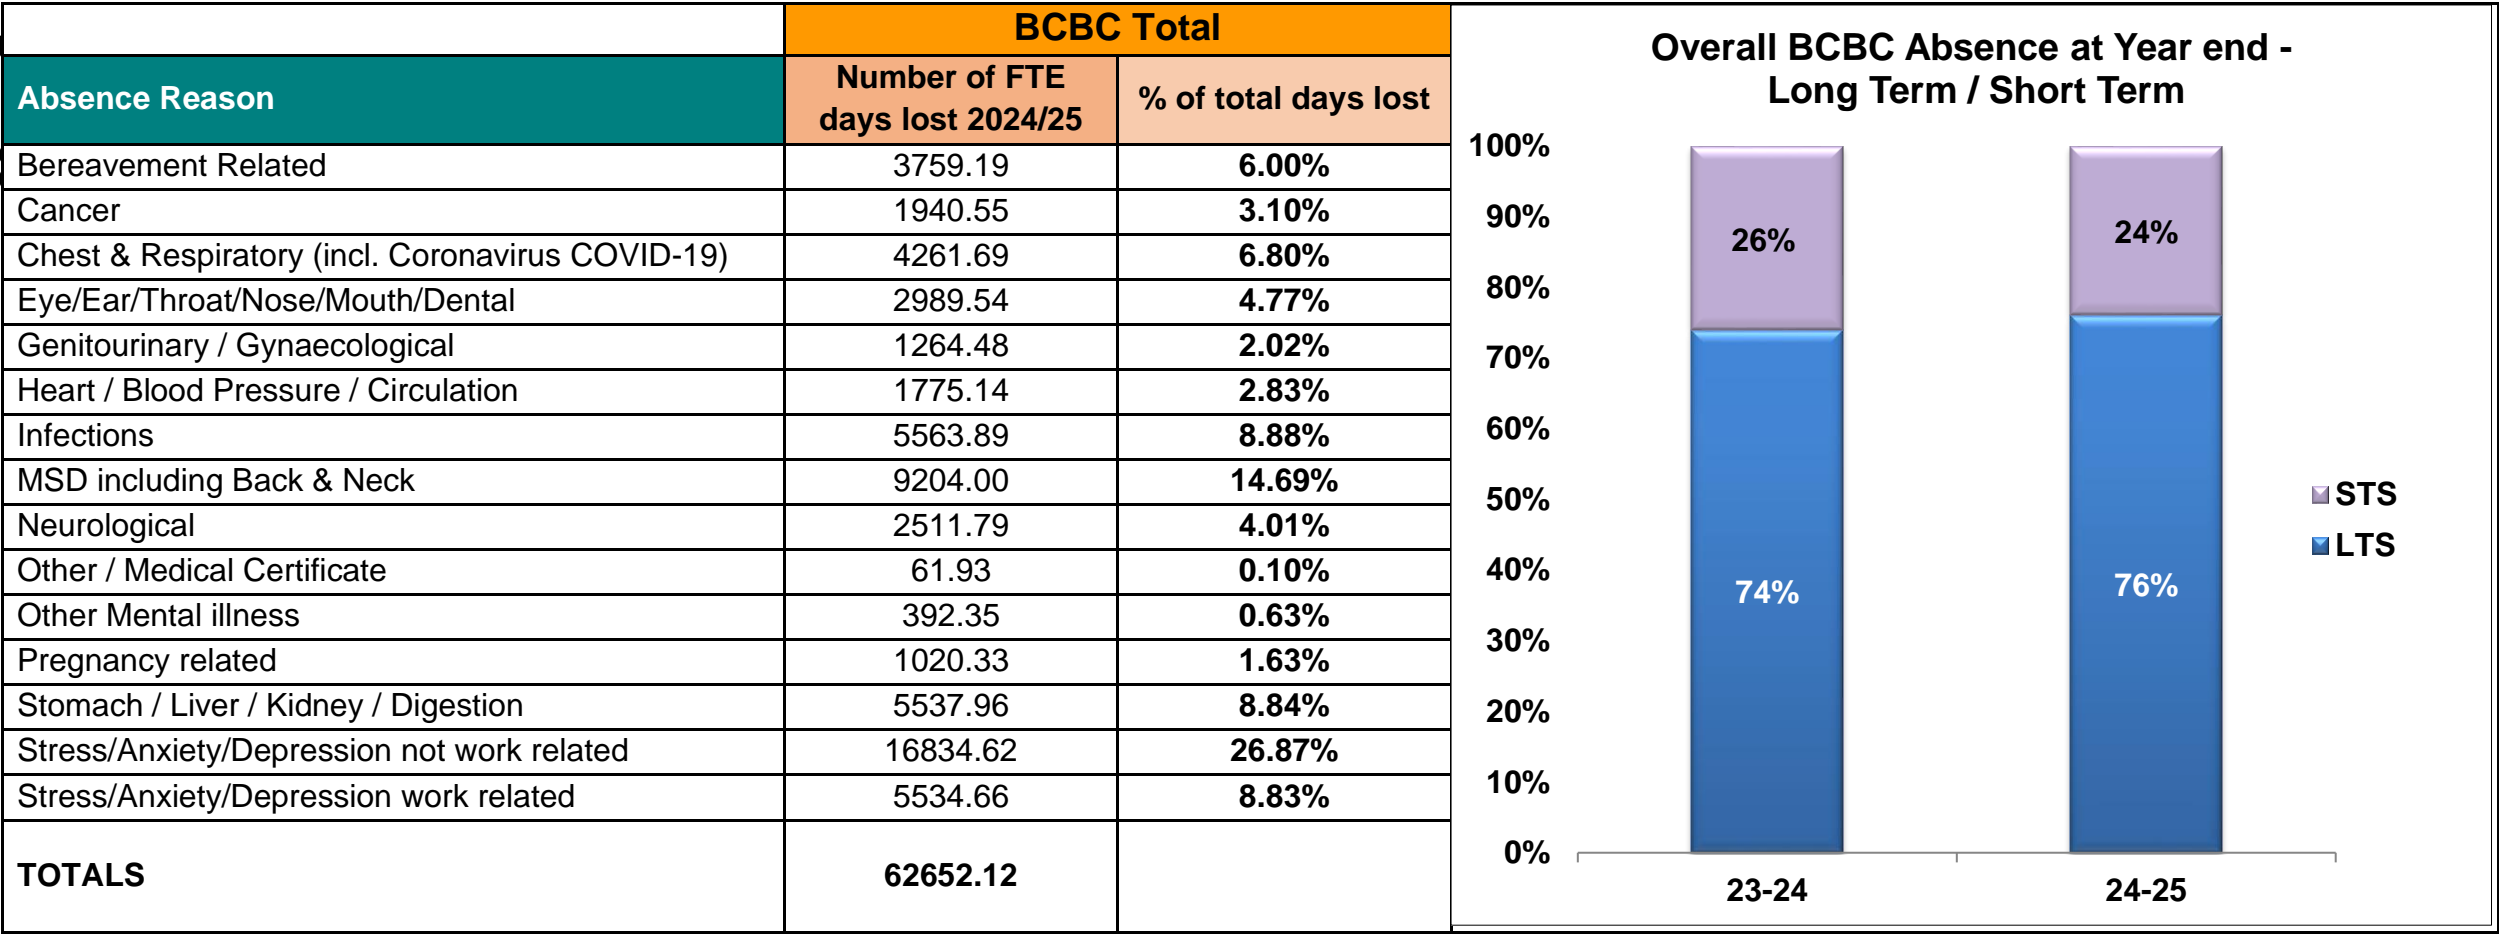 BCBC Total
Absence Reason
Number of FTE
days lost 2024/25
% of total days lost
Bereavement Related 3759.19 6.00%
Cancer 1940.55 3.10%
Chest & Respiratory (incl. Coronavirus COVID-19) 4261.69 6.80%
Eye/Ear/Throat/Nose/Mouth/Dental 2989.54 4.77%
Genitourinary / Gynaecological 1264.48 2.02%
Heart / Blood Pressure / Circulation 1775.14 2.83%
Infections 5563.89 8.88%
MSD including Back & Neck 9204.00 14.69%
Neurological 2511.79 4.01%
Other / Medical Certificate 61.93 0.10%
Other Mental illness 392.35 0.63%
Pregnancy related 1020.33 1.63%
Stomach / Liver / Kidney / Digestion 5537.96 8.84%
Stress/Anxiety/Depression not work related 16834.62 26.87%
Stress/Anxiety/Depression work related 5534.66 8.83%
TOTALS 62652.12
Overall BCBC Absence at Year end -
Long Term / Short Term
100%
90%
80%
70%
60%
50%
40%
30%
20%
10%
0%
26%
24%
74%
76%
STS
LTS
23-24
24-25